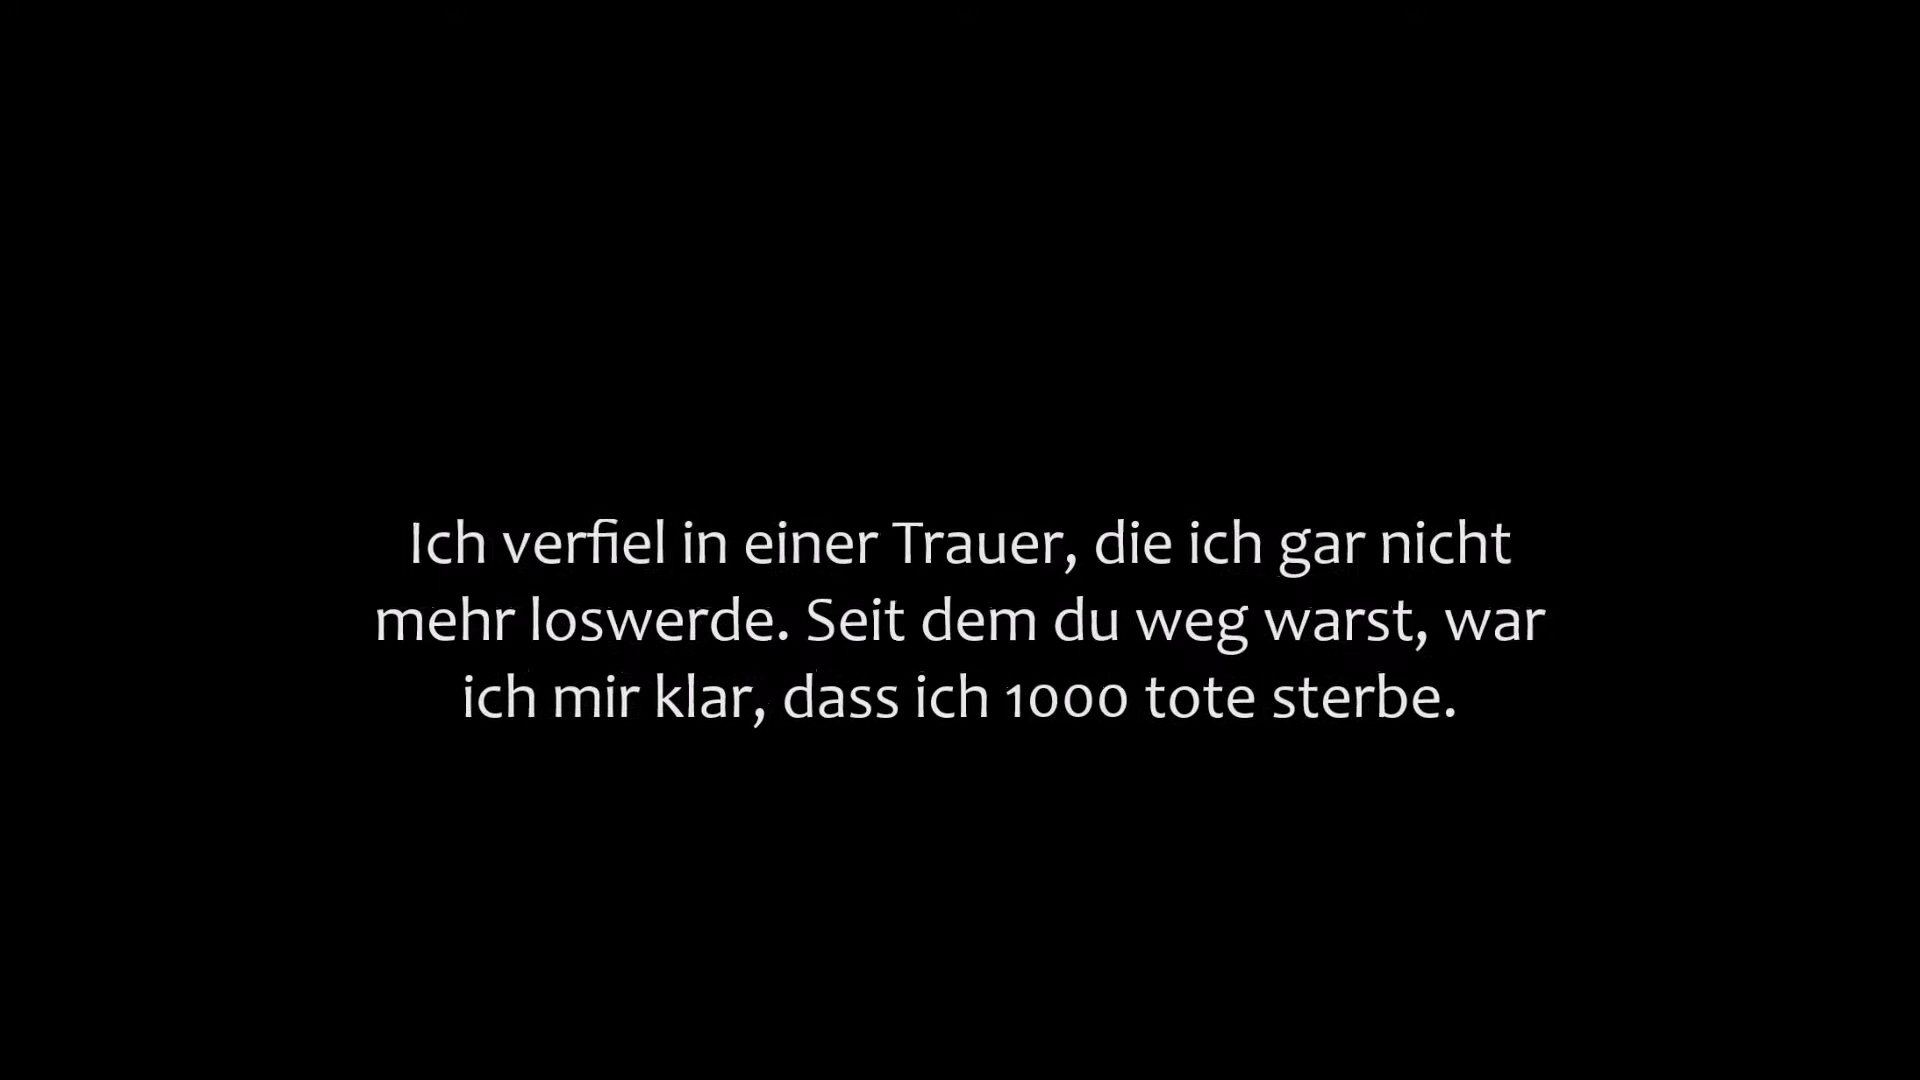 Ich verfiel in einer Trauer, die ich gar nicht
mehr loswerde. Seit dem du weg warst, war
ich mir klar, dass ich 1000 tote sterbe.